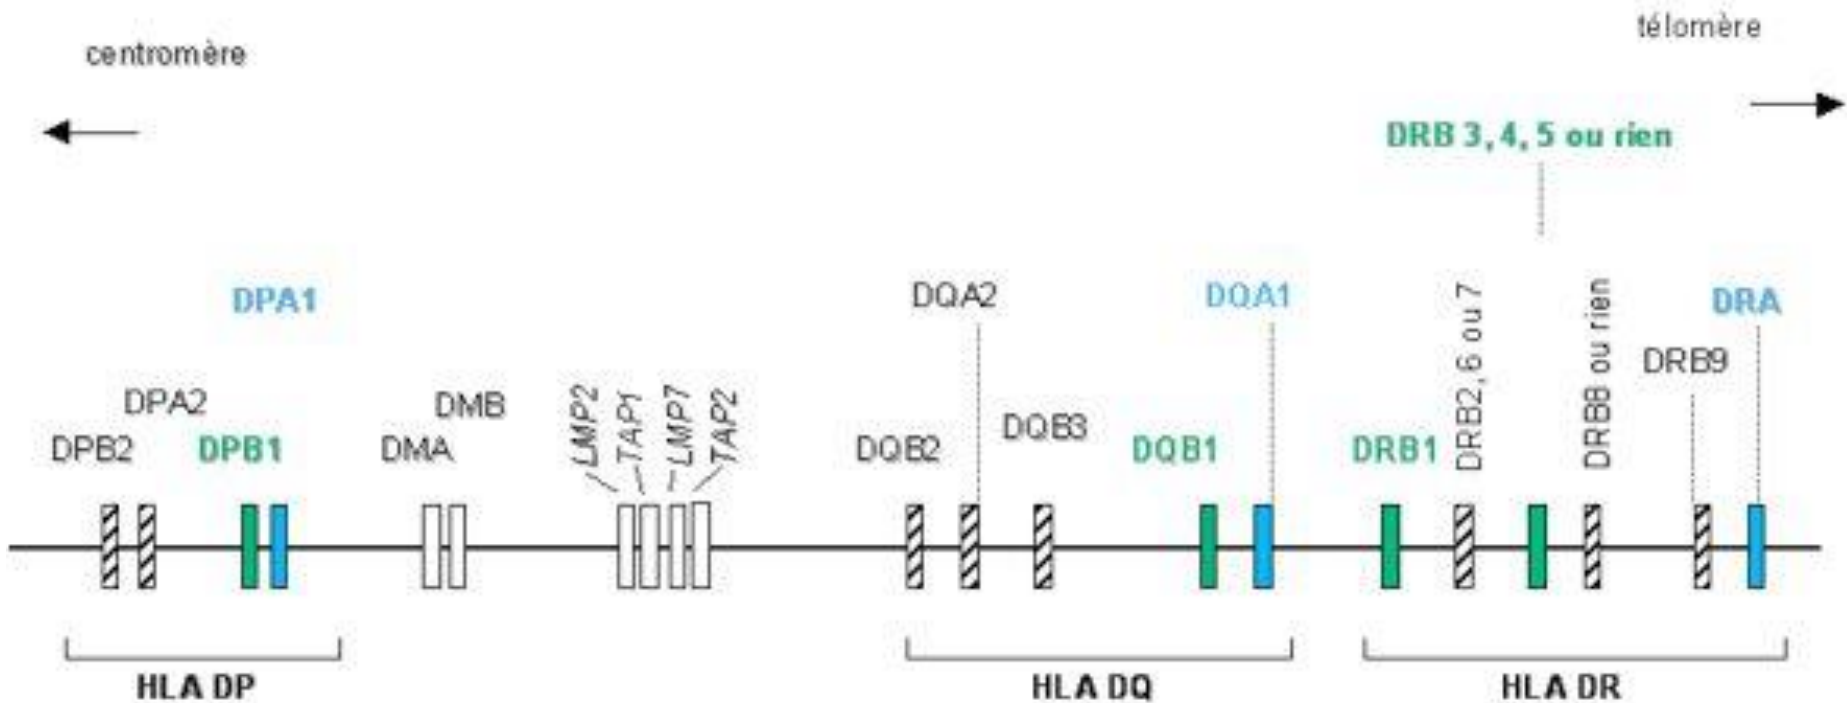 centromère
télomère
DRB 3, 4, 5 ou rien
DPA1
DQA2
DQA1
DRB2, 6 ou 7
DRB8 ou rien
DRA
DRB9
DPA2
DMB
LMP2
TAP1
LMP7
TAP2
DQB3
DPB2
DPB1
DMA
DQB2
DQB1
DRB1
HLA DP
HLA DQ
HLA DR